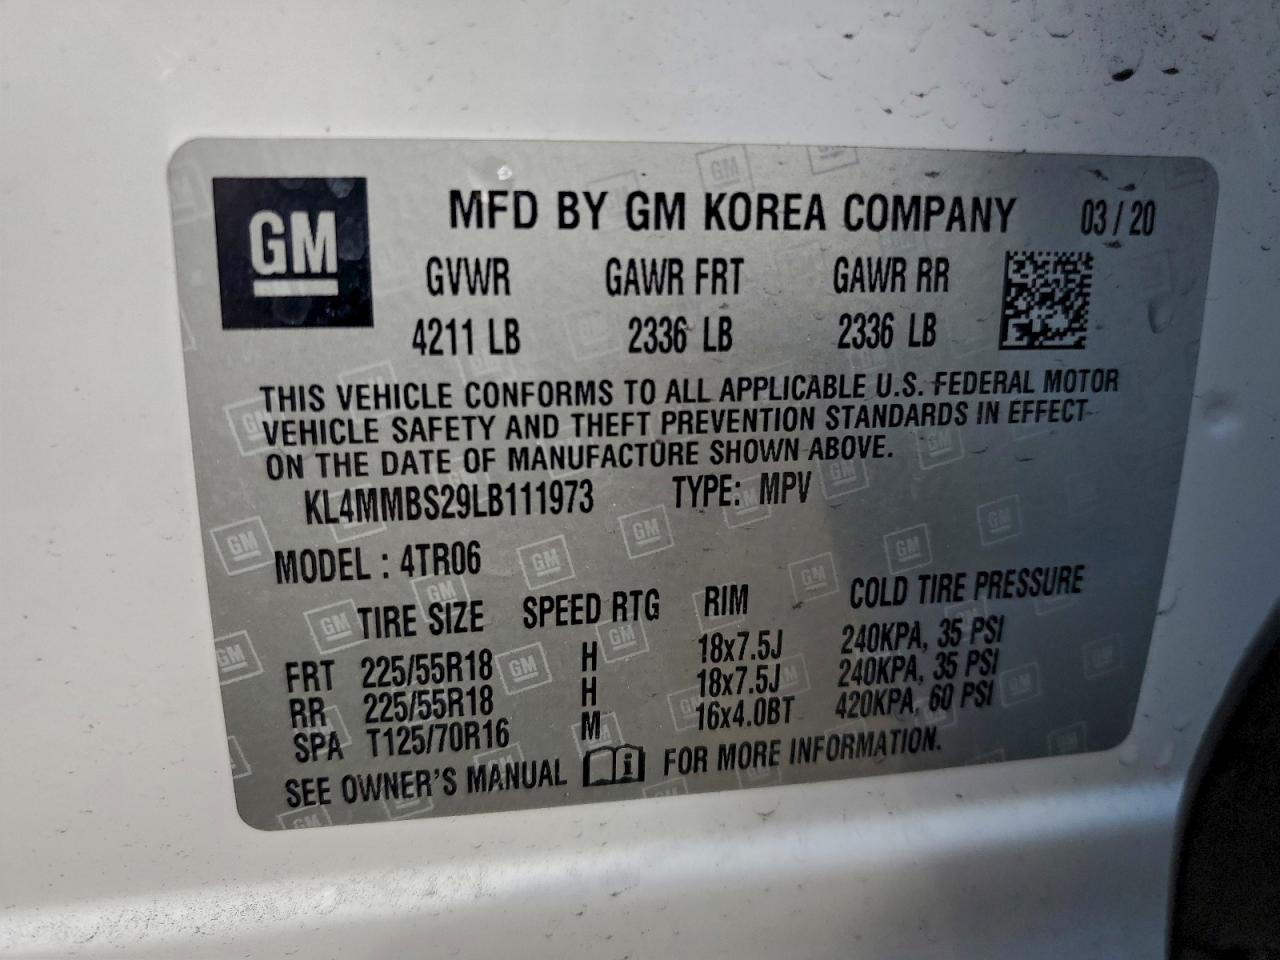 GM
MFD BY GM KOREA COMPANY 03/20
GVWR GAWR FRT GAWR RR
4211 LB 2336 LB 2336 LB
THIS VEHICLE CONFORMS TO ALL APPLICABLE U.S. FEDERAL MOTOR
VEHICLE SAFETY AND THEFT PREVENTION STANDARDS IN EFFECT
ON THE DATE OF MANUFACTURE SHOWN ABOVE.
KL4MMBS29LB111973 TYPE: MPV
MODEL : 4TR06
TIRE SIZE SPEED RTG RIM COLD TIRE PRESSURE
FRT 225/55R18 H 18x7.5J 240KPA, 35 PSI
RR 225/55R18 H 18x7.5J 240KPA, 35 PSI
SPA T125/70R16 M 16x4.0BT 420KPA, 60 PSI
SEE OWNER'S MANUAL i FOR MORE INFORMATION.